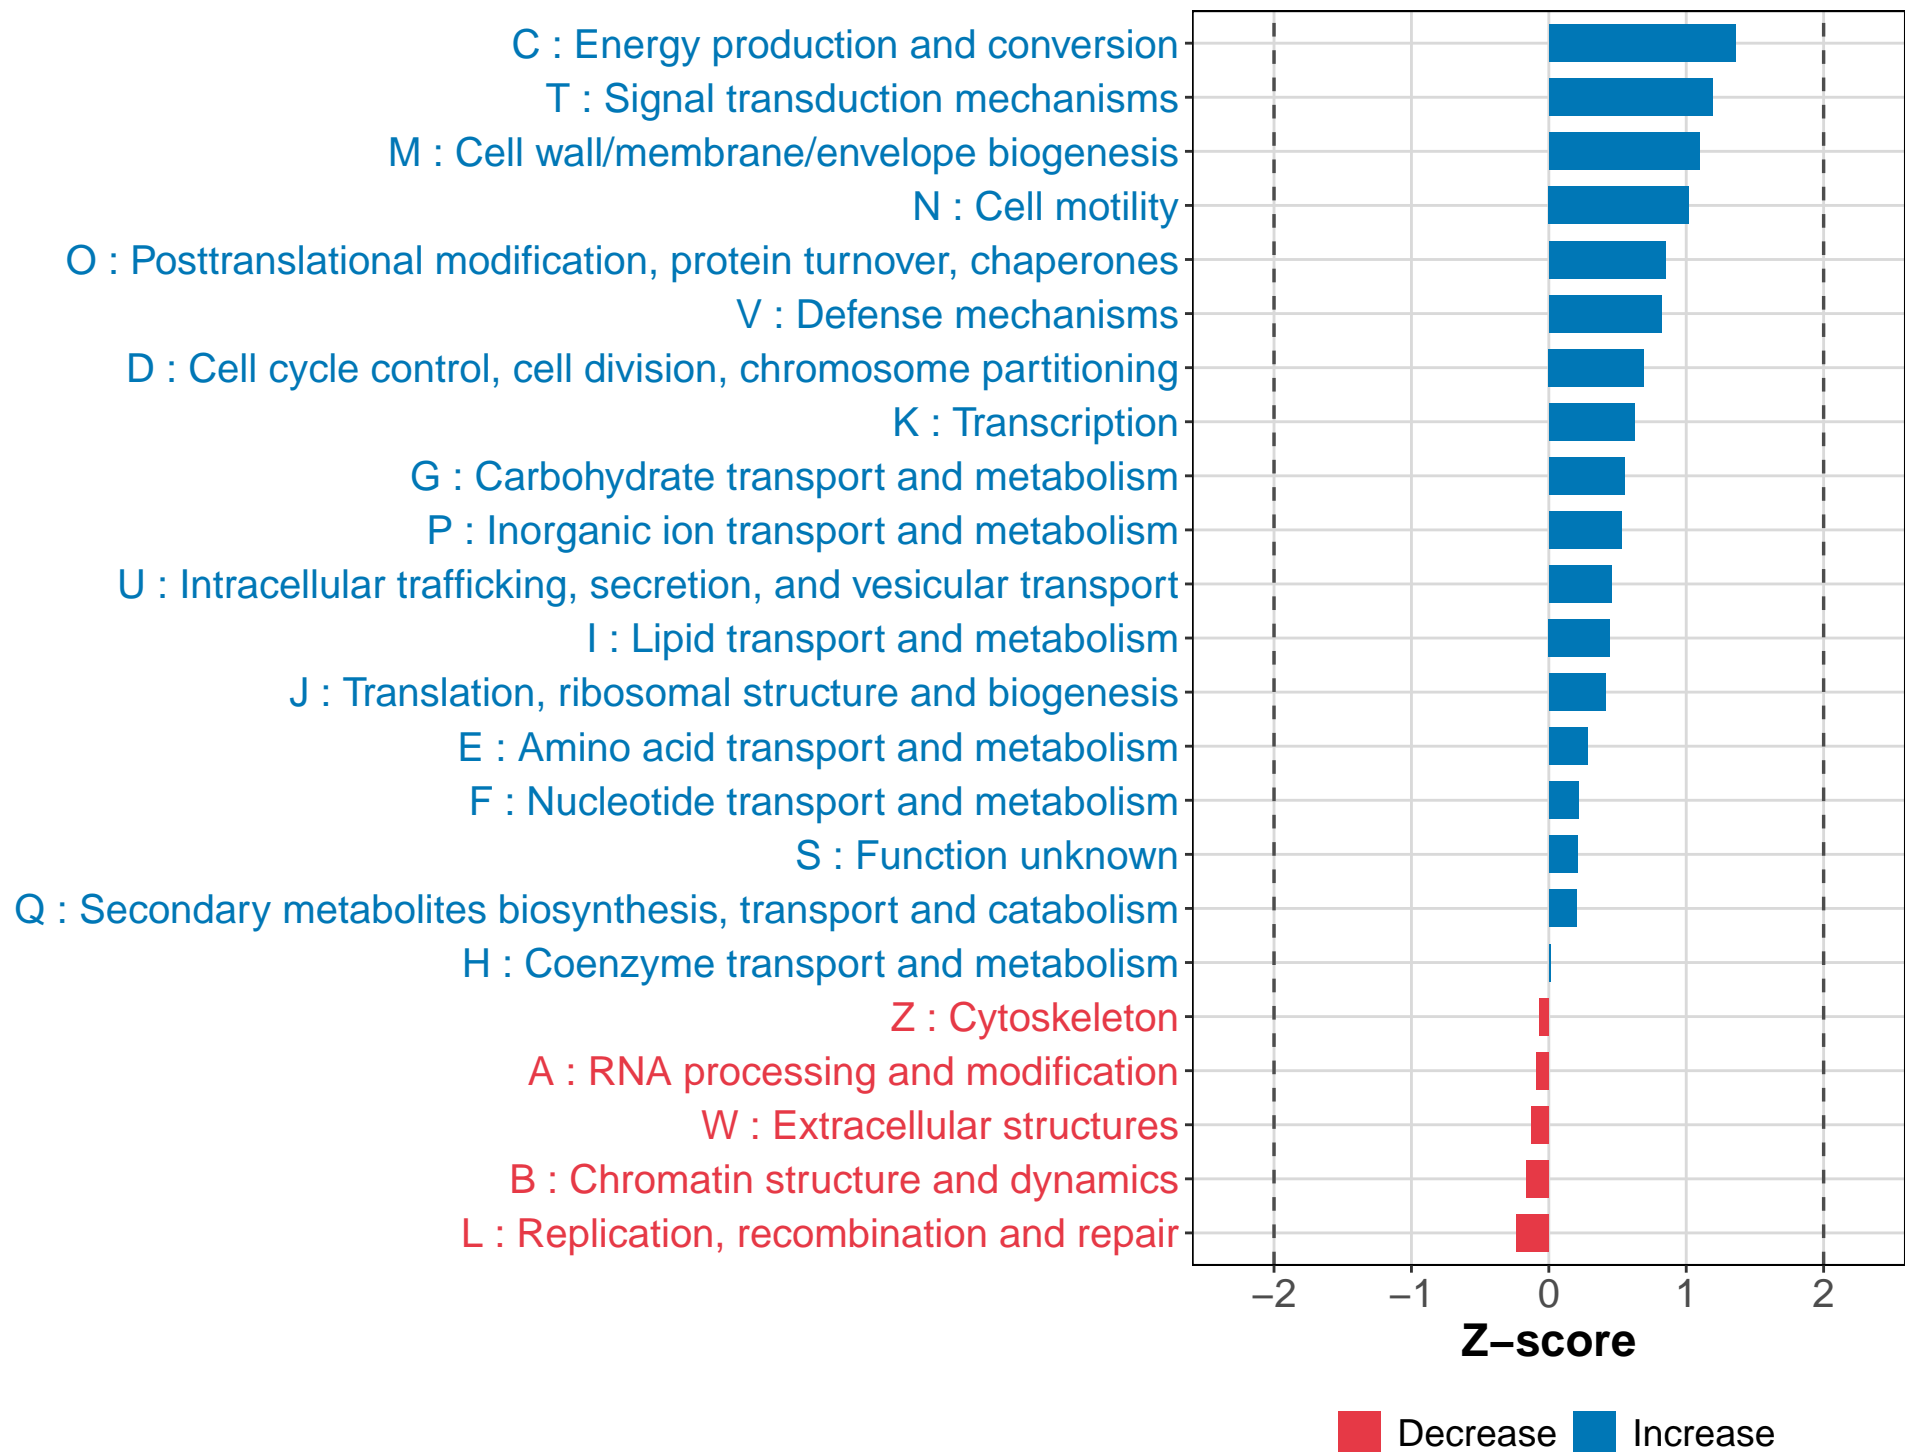 C : Energy production and conversion
T : Signal transduction mechanisms
M : Cell wall/membrane/envelope biogenesis
N : Cell motility
O : Posttranslational modification, protein turnover, chaperones
V : Defense mechanisms
D : Cell cycle control, cell division, chromosome partitioning
K : Transcription
G : Carbohydrate transport and metabolism
P : Inorganic ion transport and metabolism
U : Intracellular trafficking, secretion, and vesicular transport
I : Lipid transport and metabolism
J : Translation, ribosomal structure and biogenesis
E : Amino acid transport and metabolism
F : Nucleotide transport and metabolism
S : Function unknown
Q : Secondary metabolites biosynthesis, transport and catabolism
H : Coenzyme transport and metabolism
Z : Cytoskeleton
A : RNA processing and modification
W : Extracellular structures
B : Chromatin structure and dynamics
L : Replication, recombination and repair
−2 −1 0 1 2
Z−score
Decrease Increase